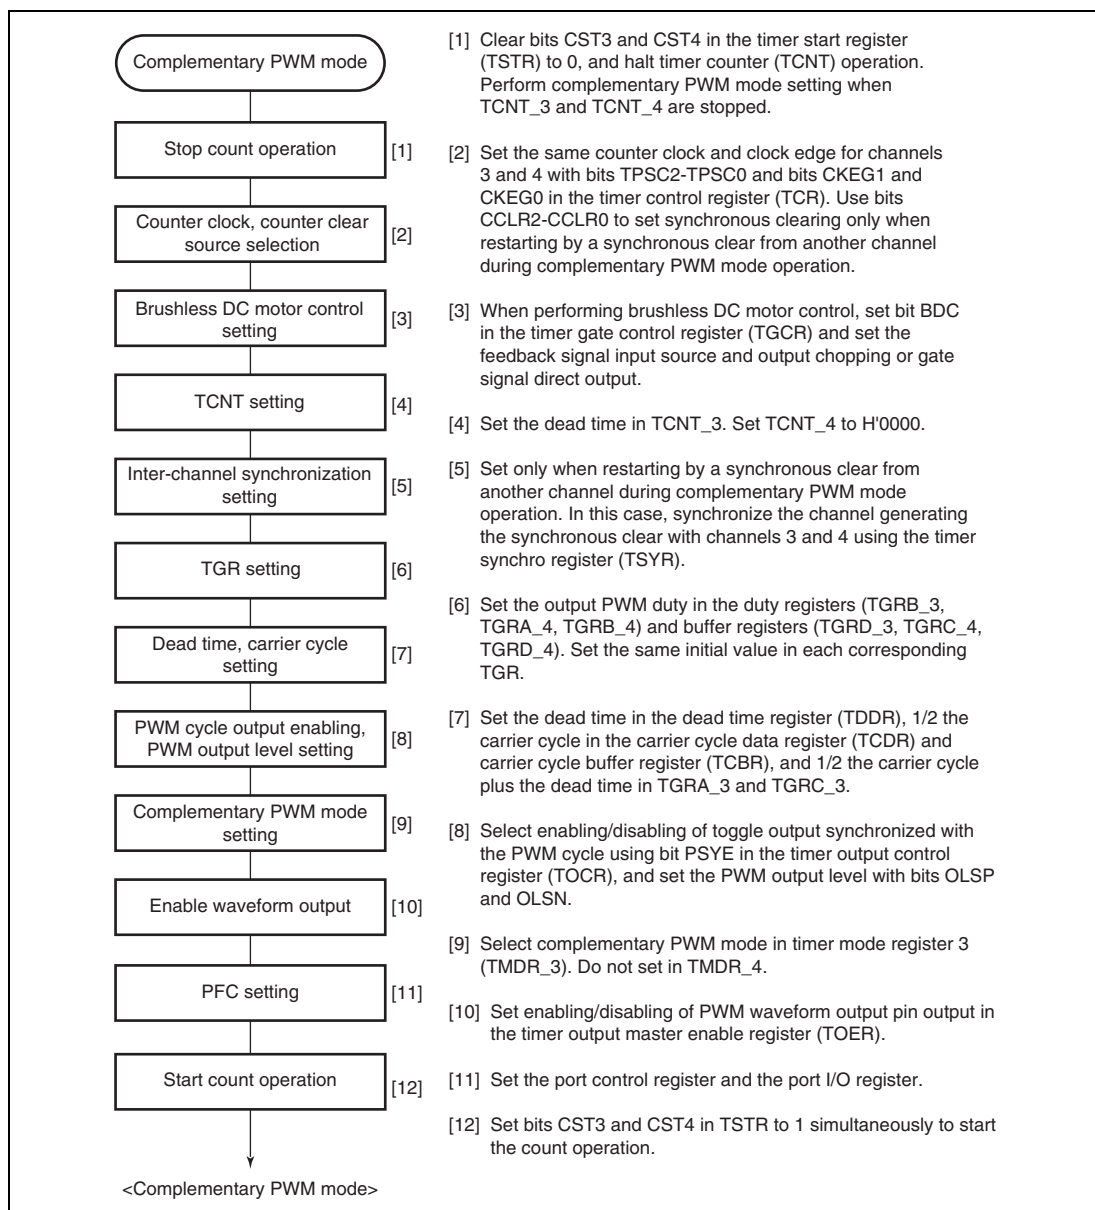 Complementary PWM mode
Stop count operation
[1]
Counter clock, counter clear
source selection
[2]
Brushless DC motor control
setting
[3]
TCNT setting
[4]
Inter-channel synchronization
setting
[5]
TGR setting
[6]
Dead time, carrier cycle
setting
[7]
PWM cycle output enabling,
PWM output level setting
[8]
Complementary PWM mode
setting
[9]
Enable waveform output
[10]
PFC setting
[11]
Start count operation
[12]
<Complementary PWM mode>
[1] Clear bits CST3 and CST4 in the timer start register
(TSTR) to 0, and halt timer counter (TCNT) operation.
Perform complementary PWM mode setting when
TCNT_3 and TCNT_4 are stopped.
[2] Set the same counter clock and clock edge for channels
3 and 4 with bits TPSC2-TPSC0 and bits CKEG1 and
CKEG0 in the timer control register (TCR). Use bits
CCLR2-CCLR0 to set synchronous clearing only when
restarting by a synchronous clear from another channel
during complementary PWM mode operation.
[3] When performing brushless DC motor control, set bit BDC
in the timer gate control register (TGCR) and set the
feedback signal input source and output chopping or gate
signal direct output.
[4] Set the dead time in TCNT_3. Set TCNT_4 to H'0000.
[5] Set only when restarting by a synchronous clear from
another channel during complementary PWM mode
operation. In this case, synchronize the channel generating
the synchronous clear with channels 3 and 4 using the timer
synchro register (TSYR).
[6] Set the output PWM duty in the duty registers (TGRB_3,
TGRA_4, TGRB_4) and buffer registers (TGRD_3, TGRC_4,
TGRD_4). Set the same initial value in each corresponding
TGR.
[7] Set the dead time in the dead time register (TDDR), 1/2 the
carrier cycle in the carrier cycle data register (TCDR) and
carrier cycle buffer register (TCBR), and 1/2 the carrier cycle
plus the dead time in TGRA_3 and TGRC_3.
[8] Select enabling/disabling of toggle output synchronized with
the PWM cycle using bit PSYE in the timer output control
register (TOCR), and set the PWM output level with bits OLSP
and OLSN.
[9] Select complementary PWM mode in timer mode register 3
(TMDR_3). Do not set in TMDR_4.
[10] Set enabling/disabling of PWM waveform output pin output in
the timer output master enable register (TOER).
[11] Set the port control register and the port I/O register.
[12] Set bits CST3 and CST4 in TSTR to 1 simultaneously to start
the count operation.